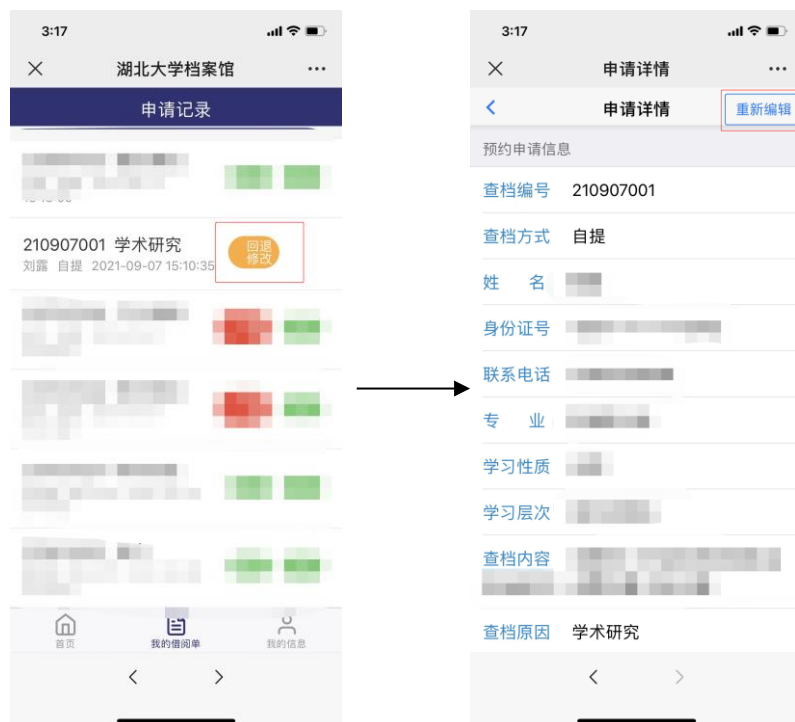 3:17
湖北大学档案馆
申请记录
210907001 学术研究
刘露 自提 2021-09-07 15:10:35
回退
修改
首页
我的借阅单
我的信息
3:17
申请详情
申请详情
重新编辑
预约申请信息
查档编号 210907001
查档方式 自提
姓 名
身份证号
联系电话
专 业
学习性质
学习层次
查档内容
查档原因 学术研究